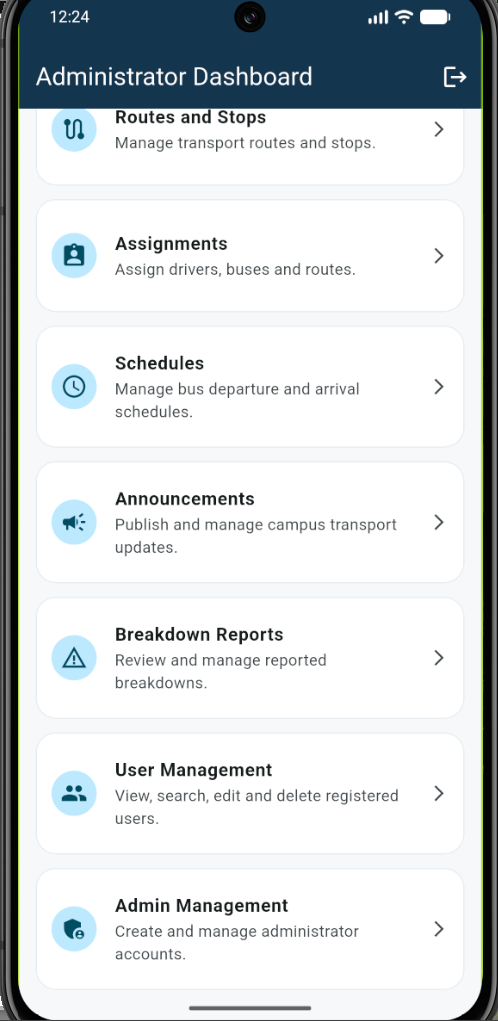 12:24
Administrator Dashboard
Routes and Stops
Manage transport routes and stops.
Assignments
Assign drivers, buses and routes.
Schedules
Manage bus departure and arrival
schedules.
Announcements
Publish and manage campus transport
updates.
Breakdown Reports
Review and manage reported
breakdowns.
User Management
View, search, edit and delete registered
users.
Admin Management
Create and manage administrator
accounts.